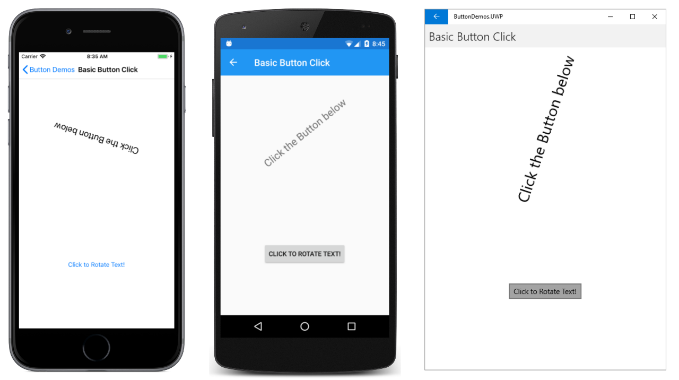 Carrier
8:35 AM
Button Demos
Basic Button Click
Click the Button below
Click to Rotate Text!
8:45
Basic Button Click
Click the Button below
CLICK TO ROTATE TEXT!
ButtonDemos.UWP
Basic Button Click
Click the Button below
Click to Rotate Text!